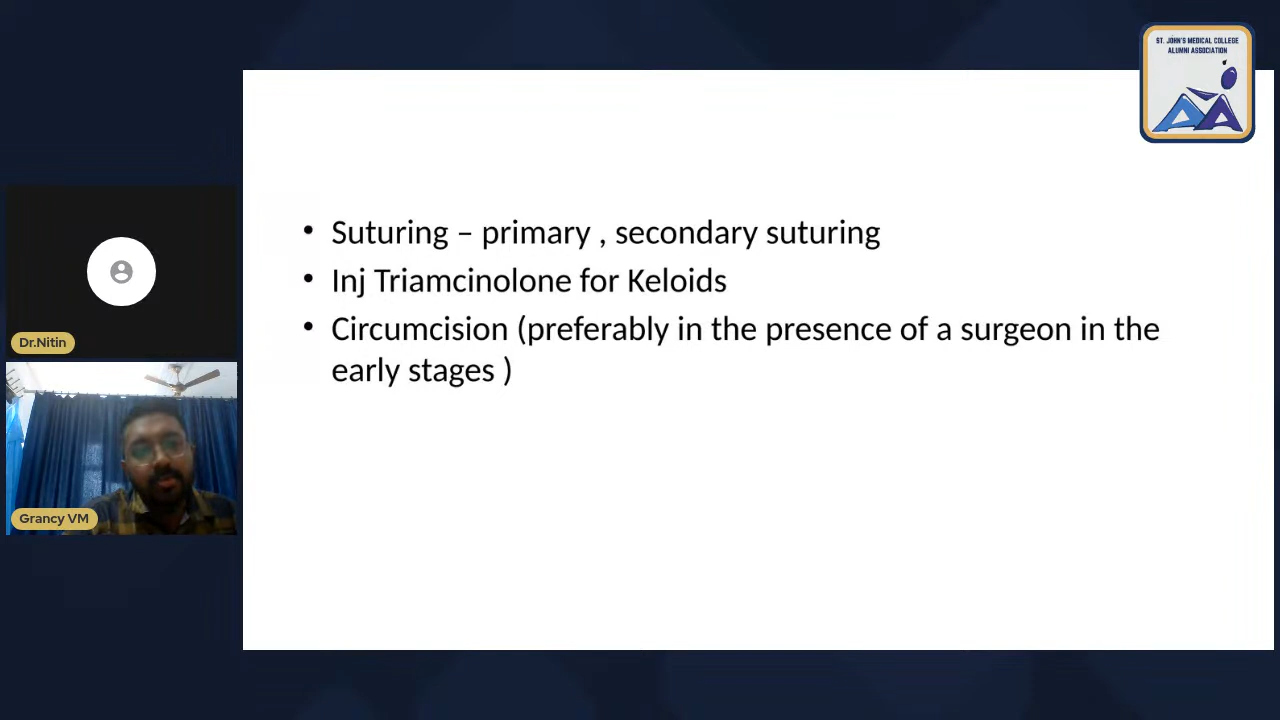 ST. JOHN'S MEDICAL COLLEGE
ALUMNI ASSOCIATION
• Suturing – primary , secondary suturing
• Inj Triamcinolone for Keloids
• Circumcision (preferably in the presence of a surgeon in the
early stages )
Dr.Nitin
Grancy VM